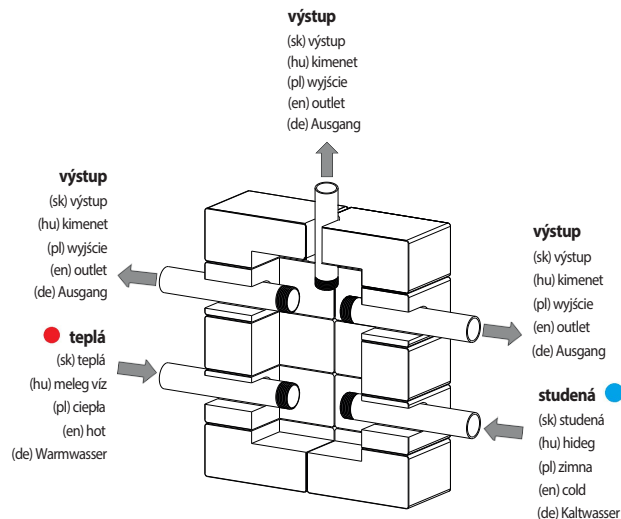 výstup
(sk) výstup
(hu) kimenet
(pl) wyjście
(en) outlet
(de) Ausgang
výstup
(sk) výstup
(hu) kimenet
(pl) wyjście
(en) outlet
(de) Ausgang
výstup
(sk) výstup
(hu) kimenet
(pl) wyjście
(en) outlet
(de) Ausgang
teplá
(sk) teplá
(hu) meleg víz
(pl) ciepła
(en) hot
(de) Warmwasser
studená
(sk) studená
(hu) hideg
(pl) zimna
(en) cold
(de) Kaltwasser